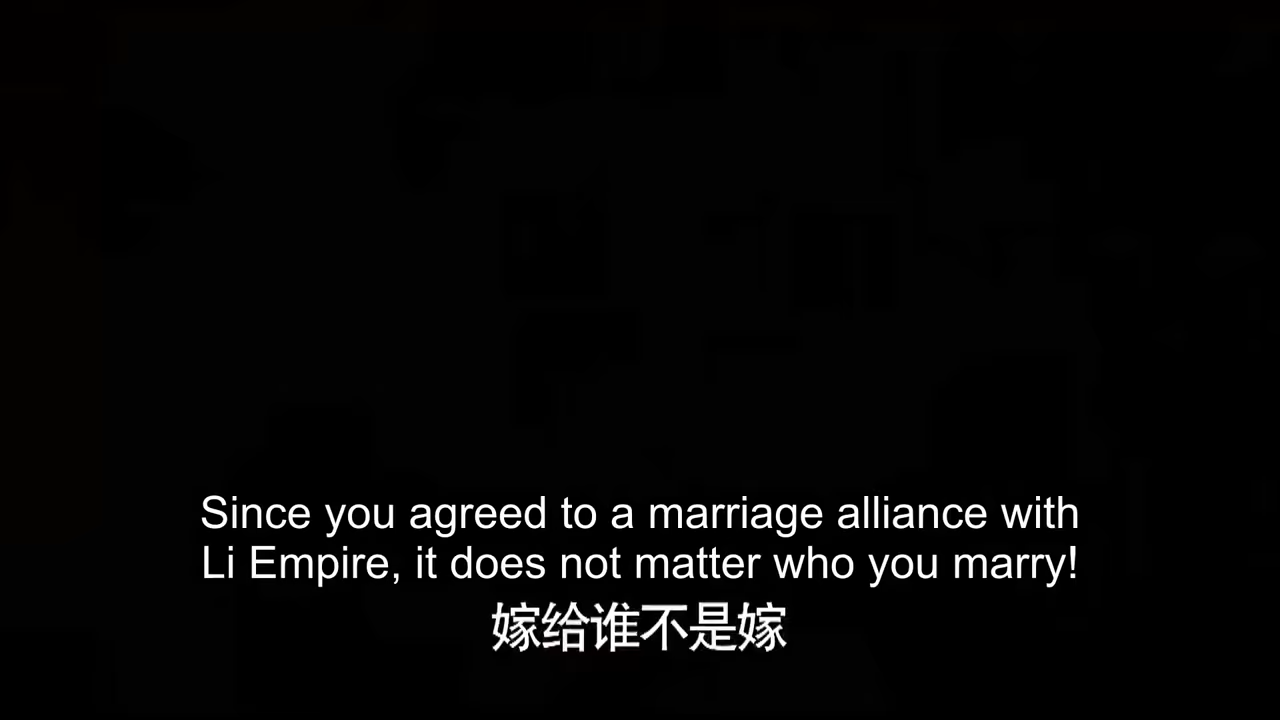 Since you agreed to a marriage alliance with
Li Empire, it does not matter who you marry!
嫁给谁不是嫁